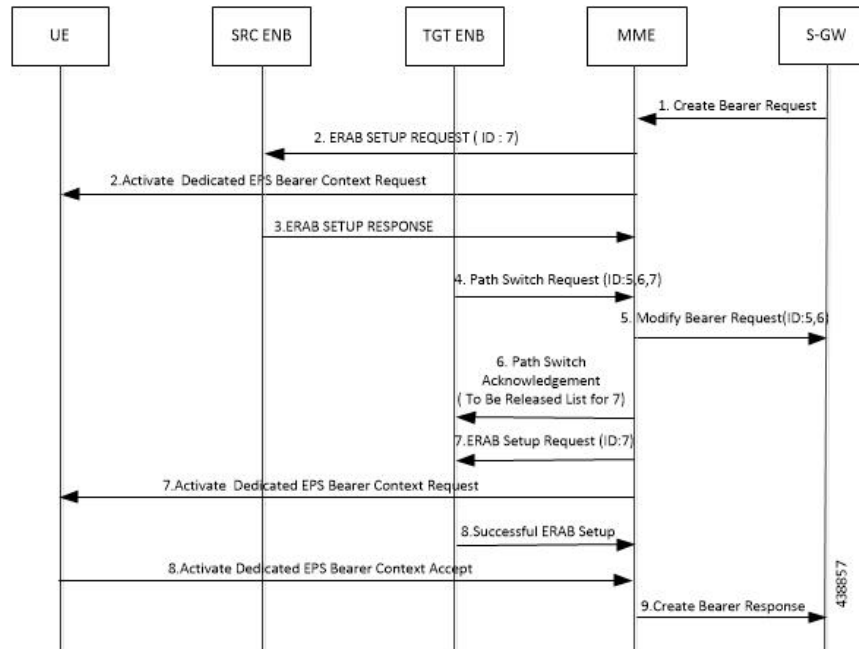 UE
SRC ENB
TGT ENB
MME
S-GW
1. Create Bearer Request
2. ERAB SETUP REQUEST ( ID : 7)
2.Activate Dedicated EPS Bearer Context Request
3.ERAB SETUP RESPONSE
4. Path Switch Request (ID:5,6,7)
5. Modify Bearer Request(ID:5,6)
6. Path Switch
Acknowledgement
( To Be Released List for 7)
7.ERAB Setup Request (ID:7)
7.Activate Dedicated EPS Bearer Context Request
8.Successful ERAB Setup
8.Activate Dedicated EPS Bearer Context Accept
9.Create Bearer Response
438857